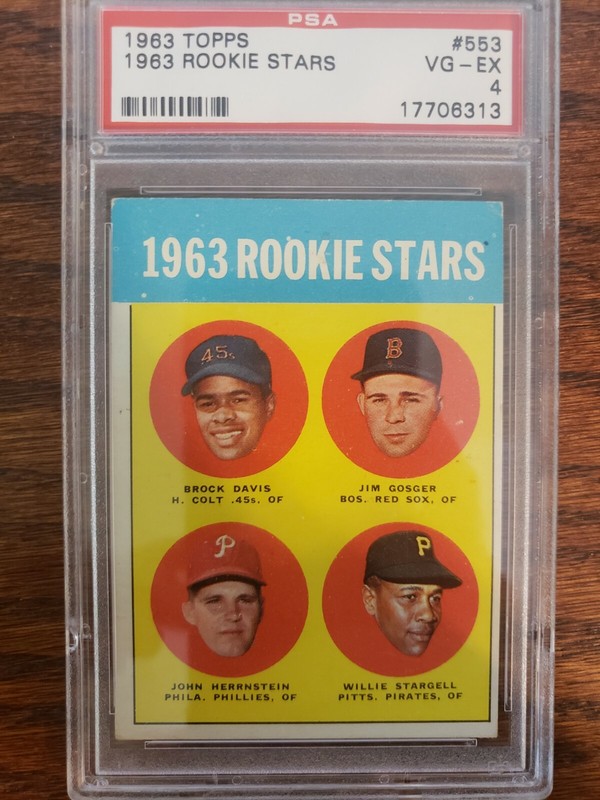 PSA
1963 TOPPS #553
1963 ROOKIE STARS VG-EX
4
17706313
1963 ROOKIE STARS
45s
B
BROCK DAVIS
H. COLT .45s, OF
JIM GOSGER
BOS. RED SOX, OF
P
P
JOHN HERRNSTEIN
PHILA. PHILLIES, OF
WILLIE STARGELL
PITTS. PIRATES, OF